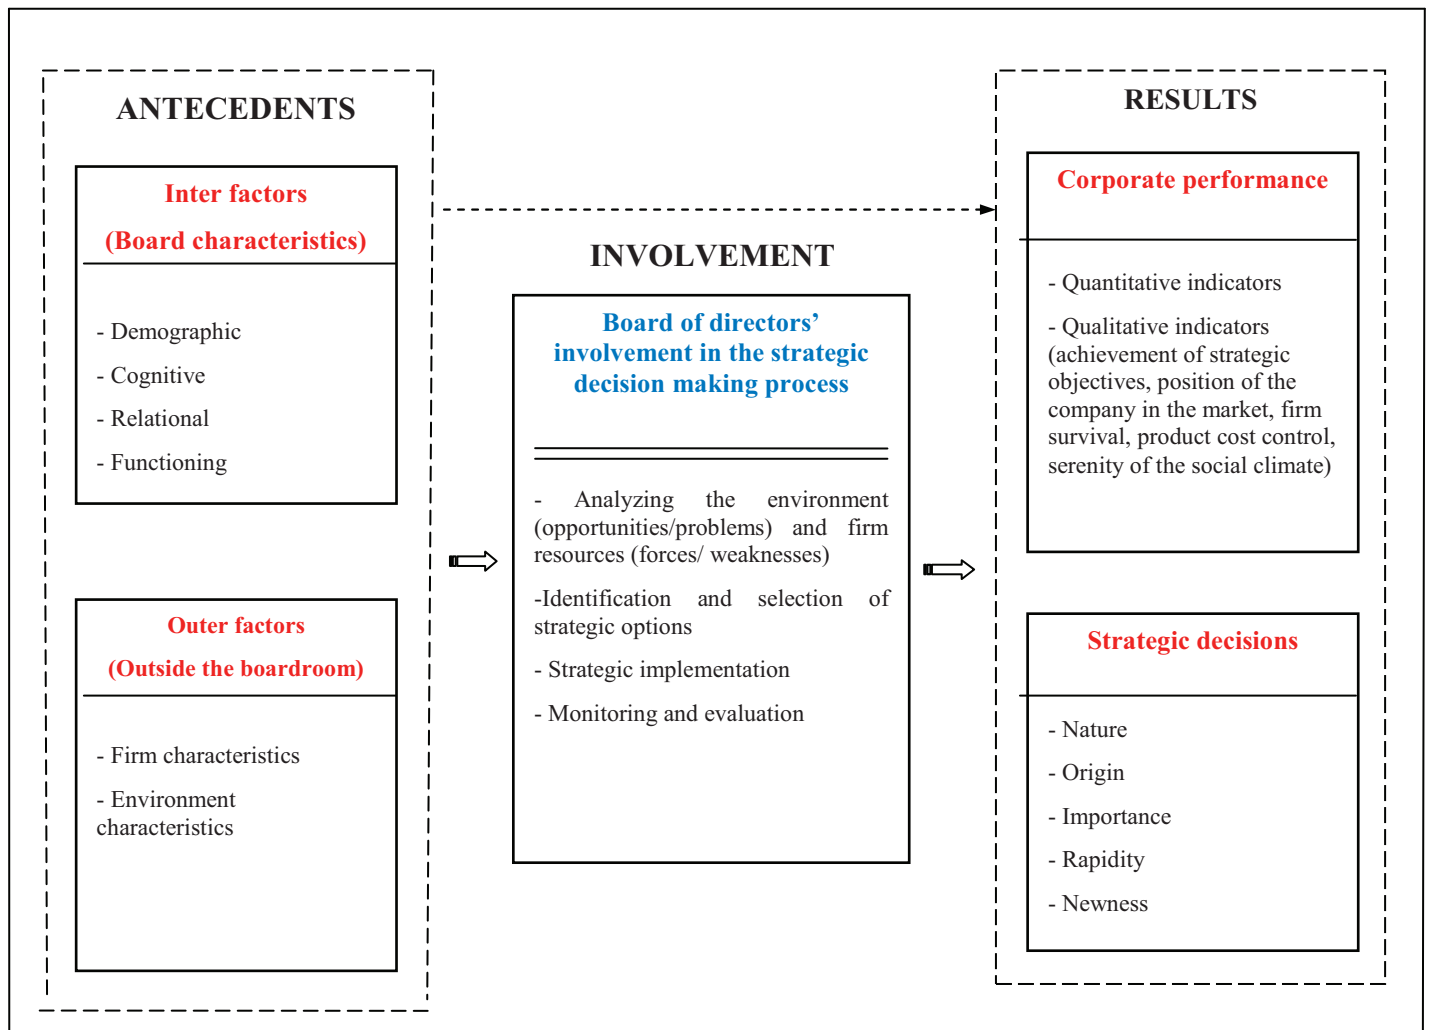 ANTECEDENTS
Inter factors
(Board characteristics)
- Demographic
- Cognitive
- Relational
- Functioning
Outer factors
(Outside the boardroom)
- Firm characteristics
- Environment
characteristics
INVOLVEMENT
Board of directors’
involvement in the strategic
decision making process
- Analyzing the environment
(opportunities/problems) and firm
resources (forces/ weaknesses)
-Identification and selection of
strategic options
- Strategic implementation
- Monitoring and evaluation
RESULTS
Corporate performance
- Quantitative indicators
- Qualitative indicators
(achievement of strategic
objectives, position of the
company in the market, firm
survival, product cost control,
serenity of the social climate)
Strategic decisions
- Nature
- Origin
- Importance
- Rapidity
- Newness